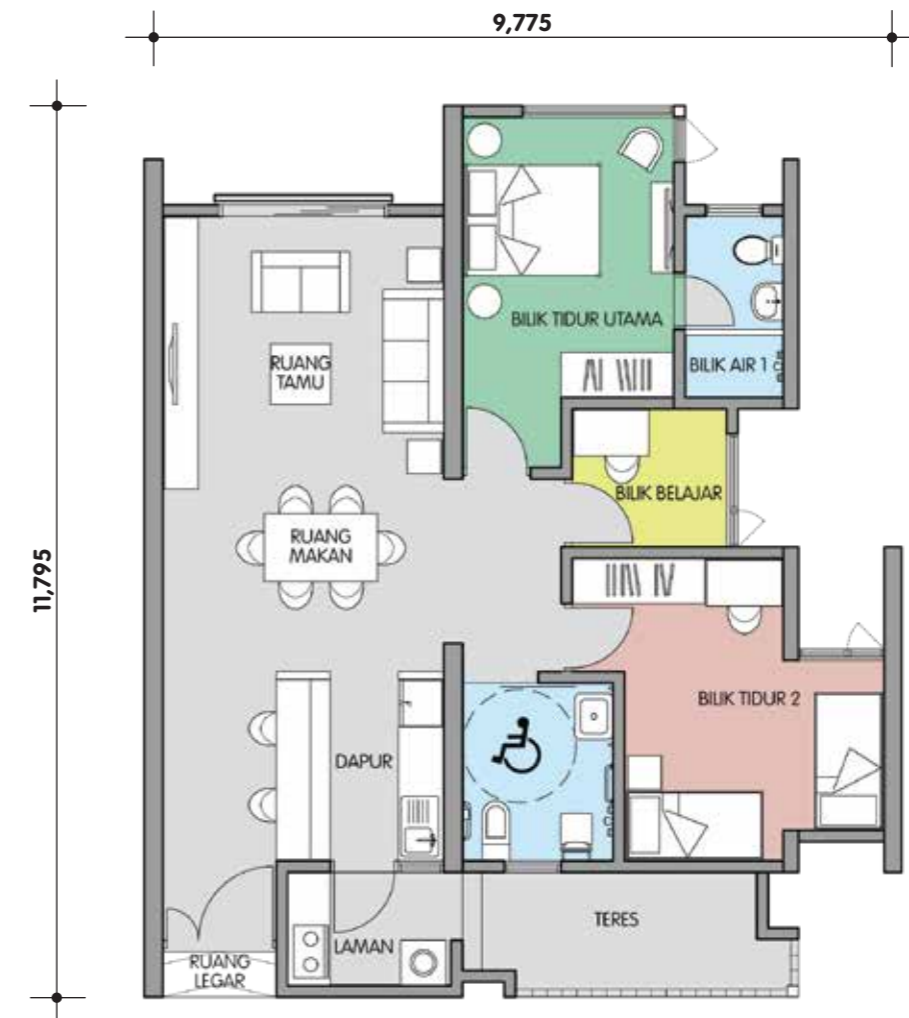 9,775
11,795
BILIK TIDUR UTAMA
RUANG
TAMU
BILIK AIR 1
BILIK BELAJAR
RUANG
MAKAN
BILIK TIDUR 2
DAPUR
TERES
LAMAN
RUANG
LEGAR